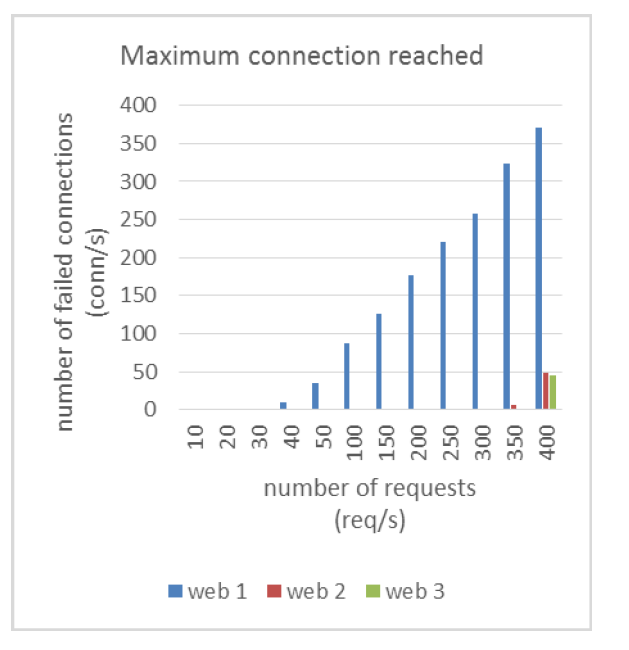 Maximum connection reached
number of failed connections
(conn/s)
400
350
300
250
200
150
100
50
0
10 20 30 40 50 100 150 200 250 300 350 400
number of requests
(req/s)
web 1 web 2 web 3